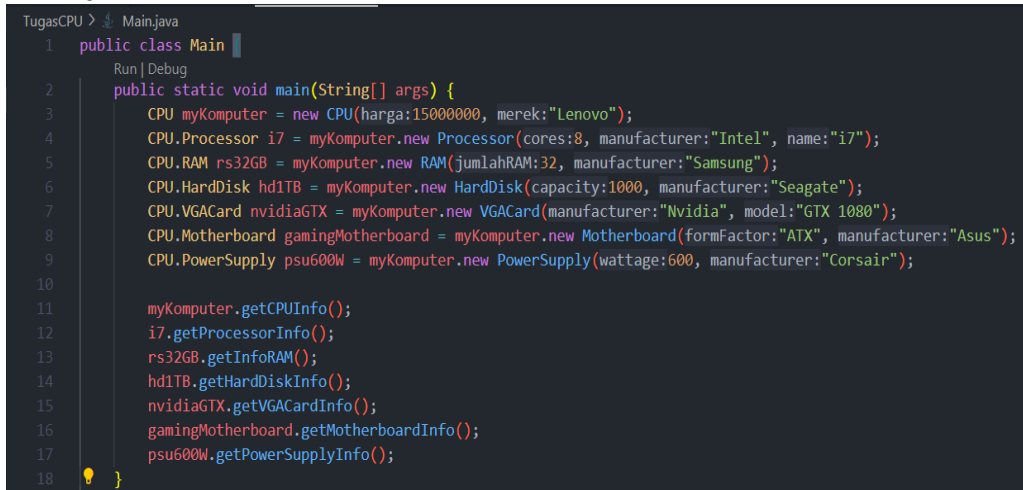 TugasCPU > Main.java
1 public class Main {
Run | Debug
2 public static void main(String[] args) {
3 CPU myKomputer = new CPU(harga:15000000, merek:"Lenovo");
4 CPU.Processor i7 = myKomputer.new Processor(cores:8, manufacturer:"Intel", name:"i7");
5 CPU.RAM rs32GB = myKomputer.new RAM(jumlahRAM:32, manufacturer:"Samsung");
6 CPU.HardDisk hd1TB = myKomputer.new HardDisk(capacity:1000, manufacturer:"Seagate");
7 CPU.VGACard nvidiaGTX = myKomputer.new VGACard(manufacturer:"Nvidia", model:"GTX 1080");
8 CPU.Motherboard gamingMotherboard = myKomputer.new Motherboard(formFactor:"ATX", manufacturer:"Asus");
9 CPU.PowerSupply psu600W = myKomputer.new PowerSupply(wattage:600, manufacturer:"Corsair");
10
11 myKomputer.getCPUInfo();
12 i7.getProcessorInfo();
13 rs32GB.getInfoRAM();
14 hd1TB.getHardDiskInfo();
15 nvidiaGTX.getVGACardInfo();
16 gamingMotherboard.getMotherboardInfo();
17 psu600W.getPowerSupplyInfo();
18 }